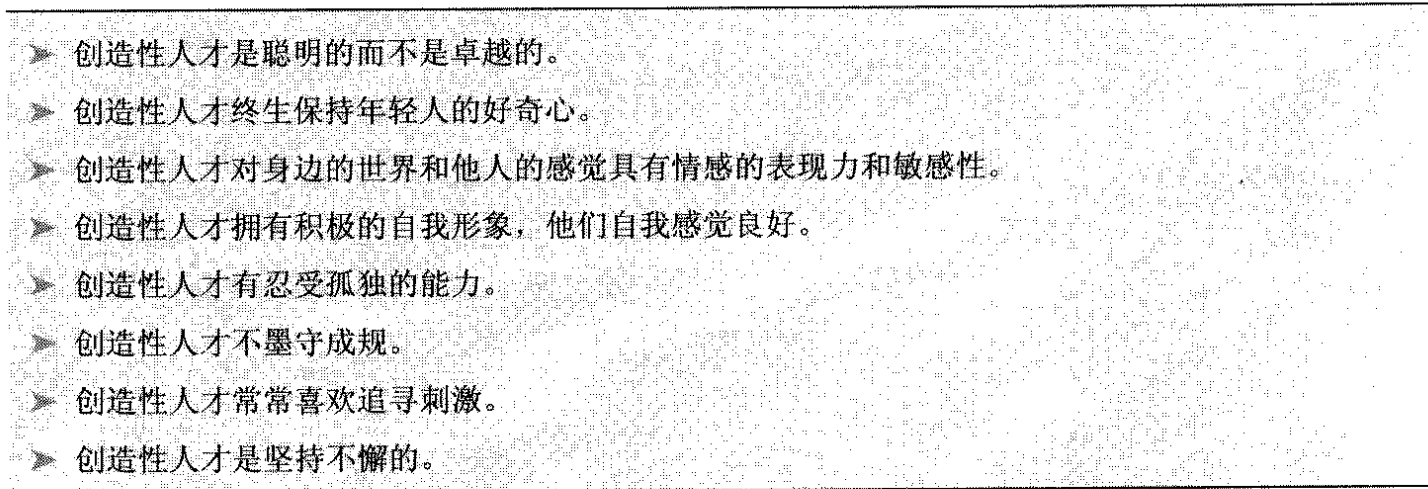 创造性人才是聪明的而不是卓越的。
创造性人才终生保持年轻人的好奇心。
创造性人才对身边的世界和他人的感觉具有情感的表现力和敏感性。
创造性人才拥有积极的自我形象，他们自我感觉良好。
创造性人才有忍受孤独的能力。
创造性人才不墨守成规。
创造性人才常常喜欢追寻刺激。
创造性人才是坚持不懈的。